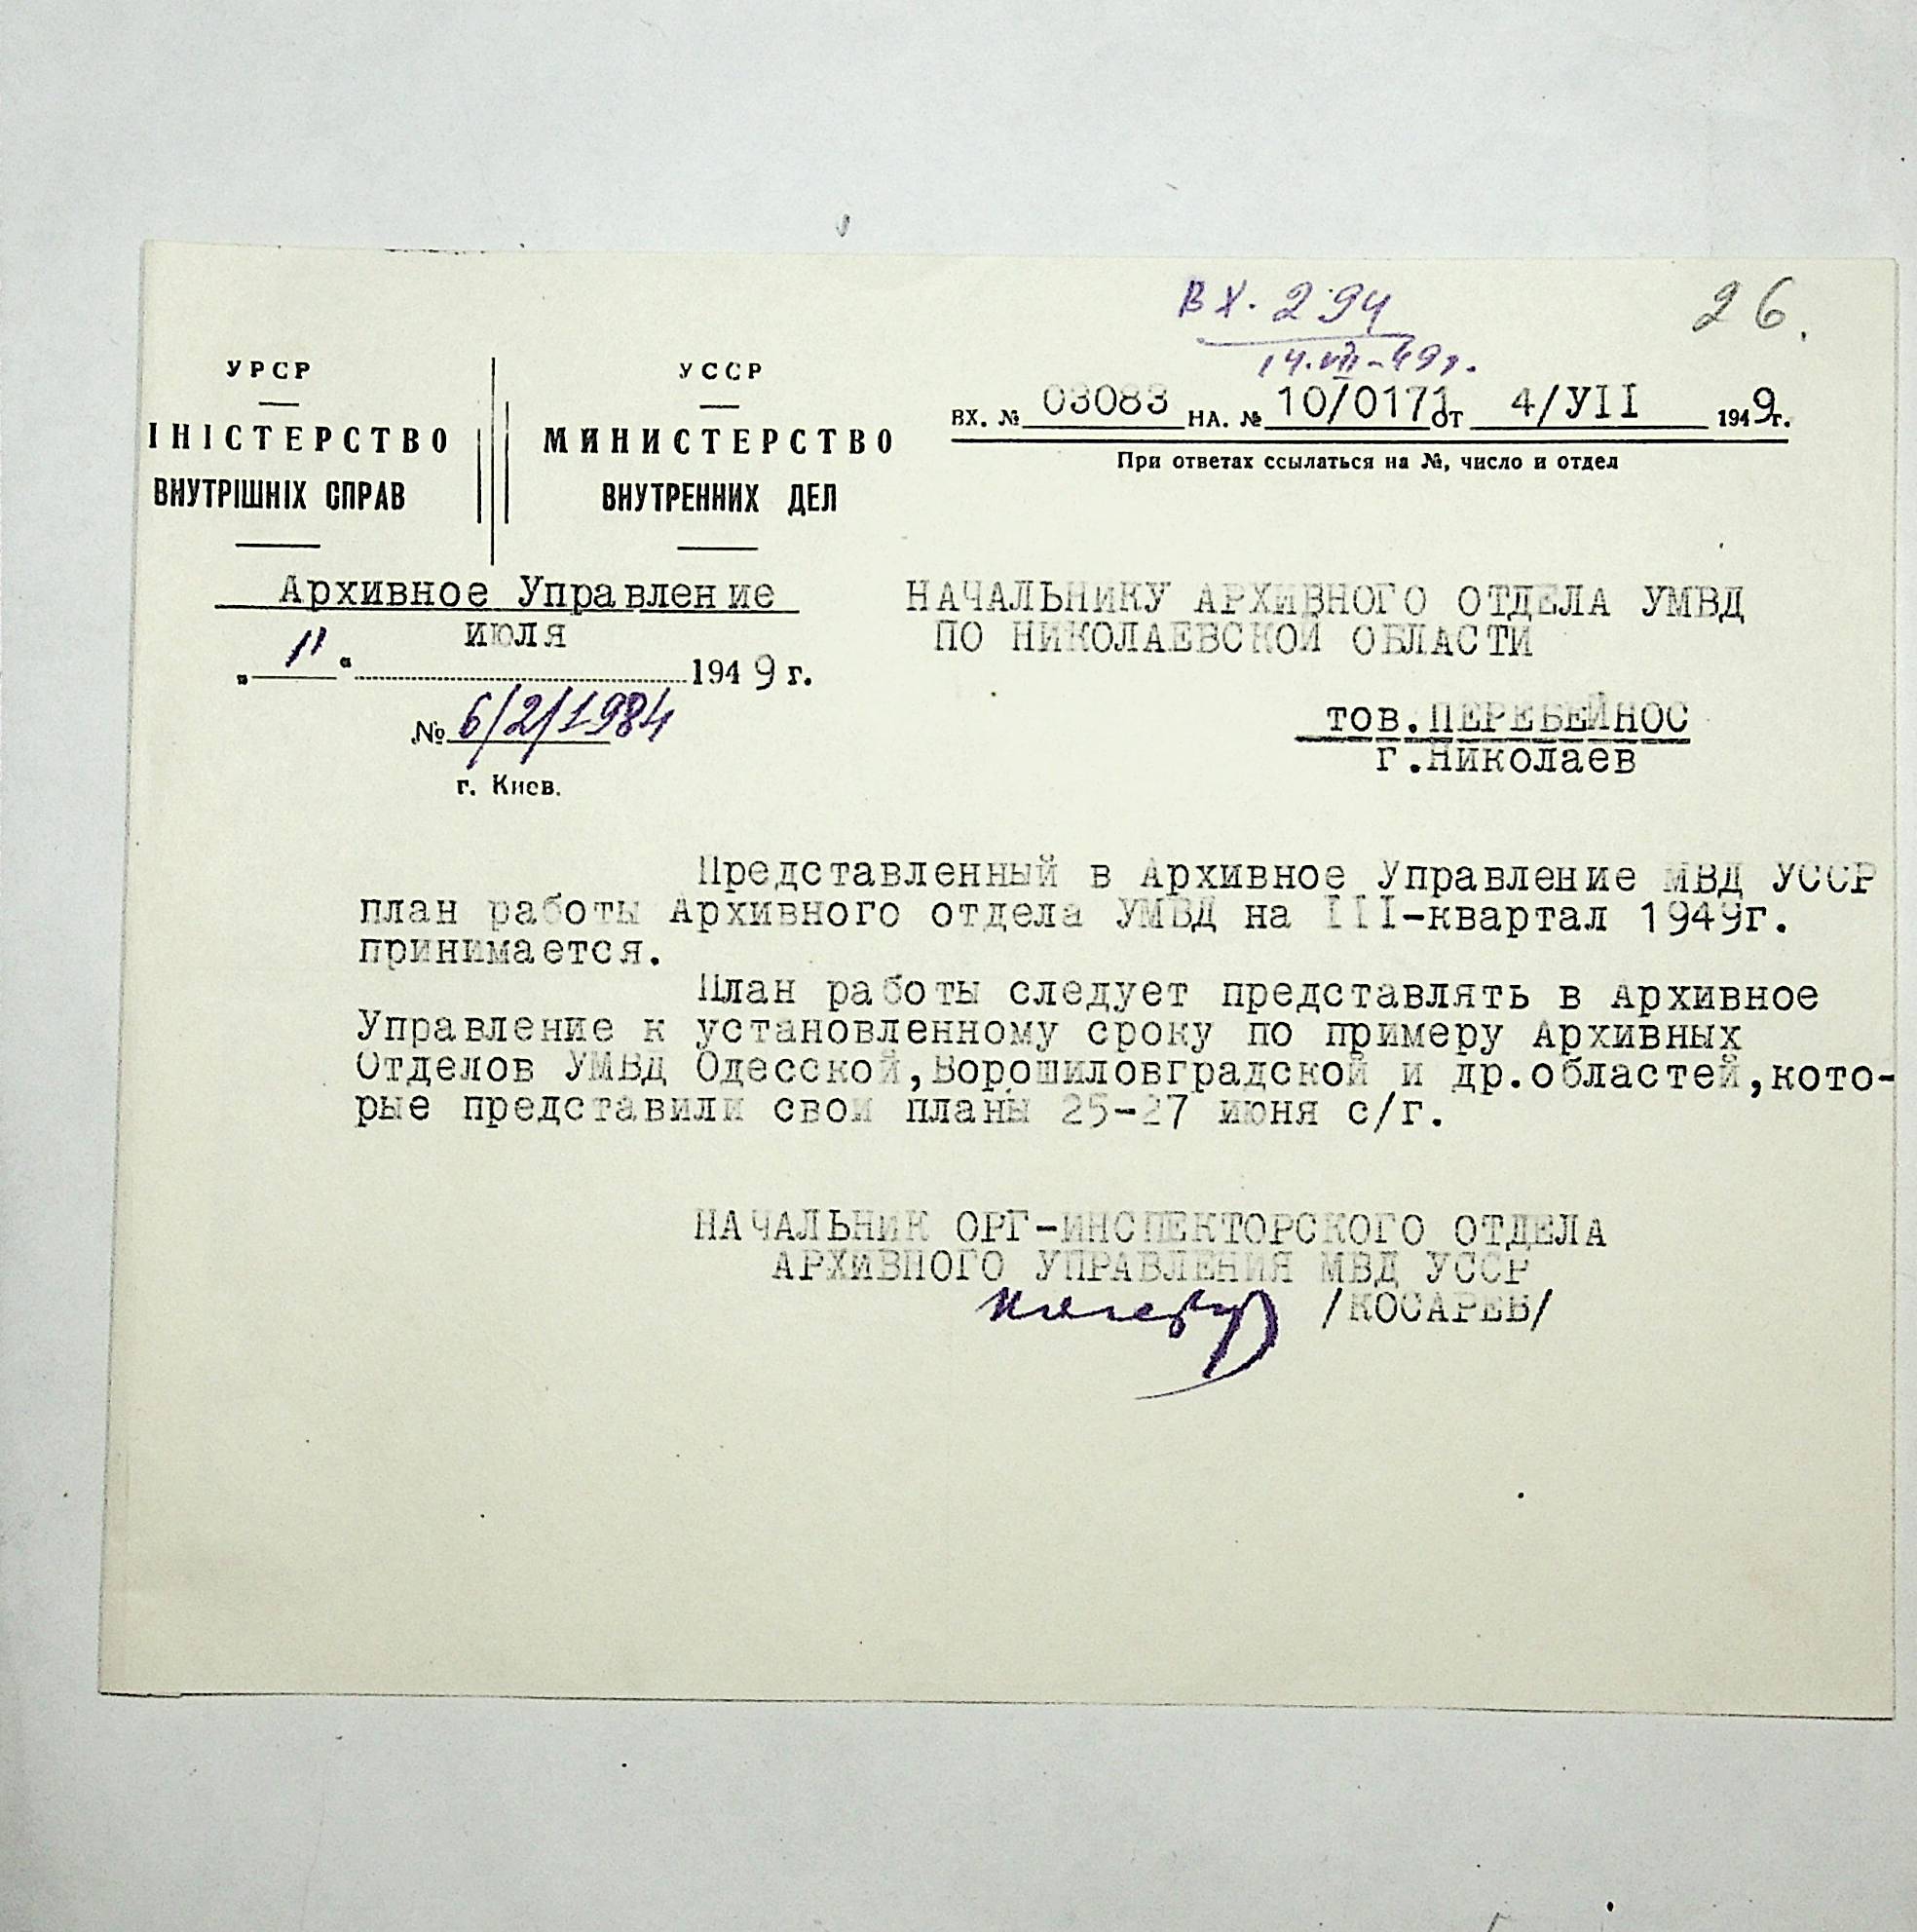 вх. 294
26.
14.VII-49г.
УРСР
УССР
ВХ. № 03083 НА. № 10/0171 ОТ 4/УІІ 1949г.
ІНІСТЕРСТВО
МИНИСТЕРСТВО
При ответах ссылаться на №, число и отдел
ВНУТРІШНІХ СПРАВ
ВНУТРЕННИХ ДЕЛ
Архивное Управление
„11“ июля 1949 г.
№ 6/2/1984
г. Киев.
НАЧАЛЬНИКУ АРХИВНОГО ОТДЕЛА УМВД
ПО НИКОЛАЕВСКОЙ ОБЛАСТИ
тов.ПЕРЕБЕЙНОС
г.Николаев
Представленный в Архивное Управление МВД УССР
план работы Архивного отдела УМВД на III-квартал 1949г.
принимается.
План работы следует представлять в Архивное
Управление к установленному сроку по примеру Архивных
Отделов УМВД Одесской,Ворошиловградской и др.областей,кото-
рые представили свои планы 25-27 июня с/г.
НАЧАЛЬНИК ОРГ-ИНСПЕКТОРСКОГО ОТДЕЛА
АРХИВНОГО УПРАВЛЕНИЯ МВД УССР
/КОСАРЕВ/